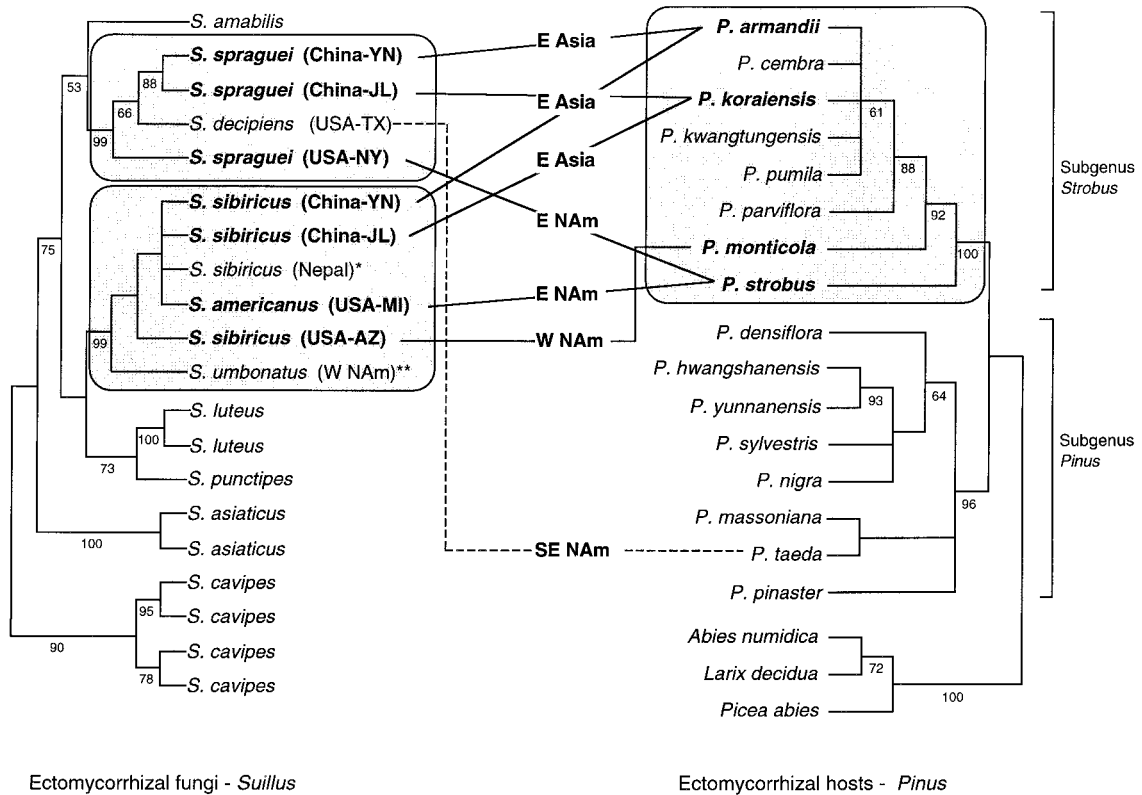 S. amabilis
S. spraguei (China-YN)
S. spraguei (China-JL)
S. decipiens (USA-TX)
S. spraguei (USA-NY)
S. sibiricus (China-YN)
S. sibiricus (China-JL)
S. sibiricus (Nepal)*
S. americanus (USA-MI)
S. sibiricus (USA-AZ)
S. umbonatus (W NAm)**
S. luteus
S. luteus
S. punctipes
S. asiaticus
S. asiaticus
S. cavipes
S. cavipes
S. cavipes
S. cavipes
53
88
66
99
75
99
100
73
100
95
90
78
E Asia
E Asia
E Asia
E NAm
E NAm
W NAm
SE NAm
P. armandii
P. cembra
P. koraiensis
P. kwangtungensis
P. pumila
P. parviflora
P. monticola
P. strobus
P. densiflora
P. hwangshanensis
P. yunnanensis
P. sylvestris
P. nigra
P. massoniana
P. taeda
P. pinaster
Abies numidica
Larix decidua
Picea abies
61
88
92
100
93
64
96
72
100
Subgenus
Strobus
Subgenus
Pinus
Ectomycorrhizal fungi - Suillus
Ectomycorrhizal hosts - Pinus